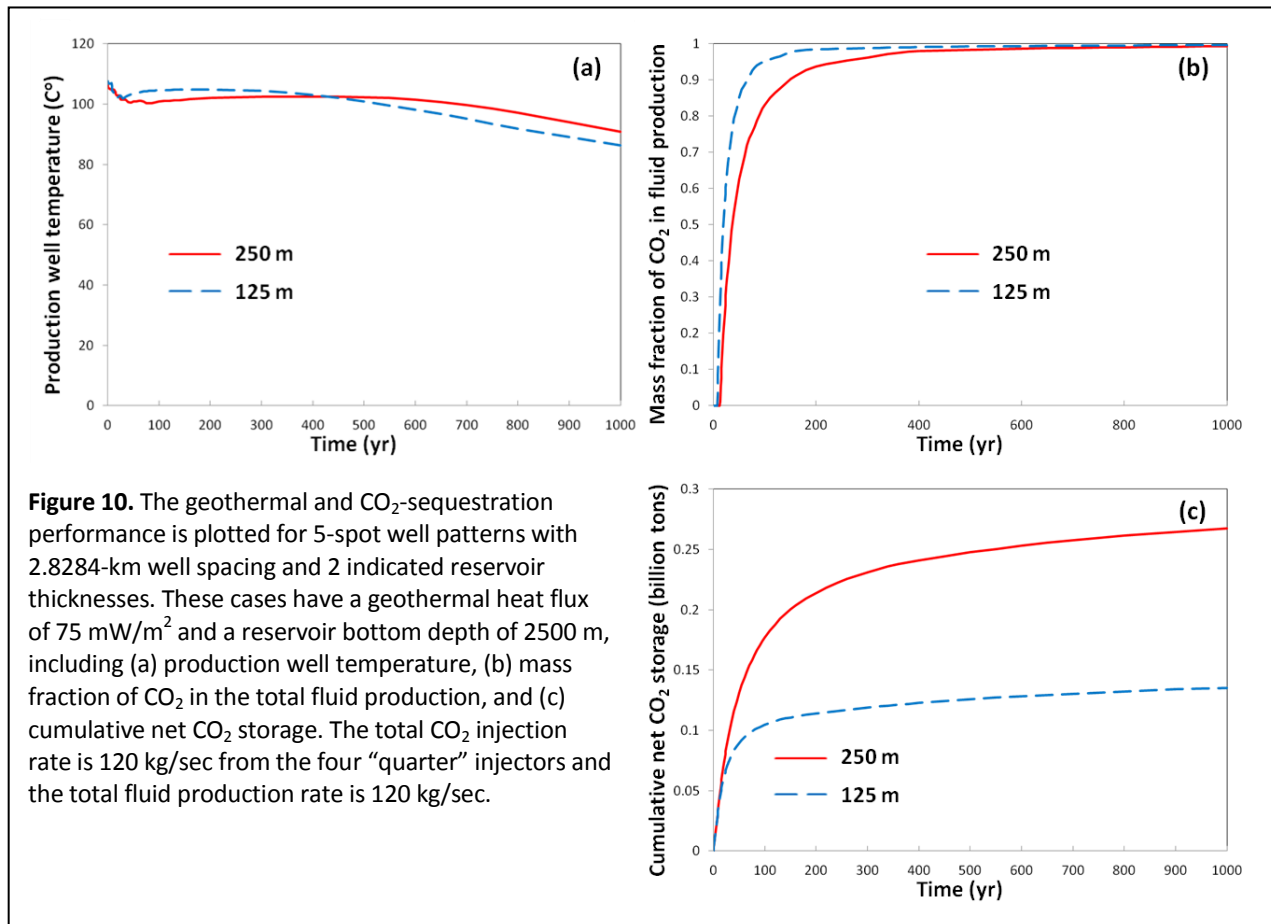 (a)
Production well temperature (C°)
120
100
80
60
40
20
0
250 m
125 m
0 100 200 300 400 500 600 700 800 900 1000
Time (yr)
(b)
Mass fraction of CO₂ in fluid production
1
0.9
0.8
0.7
0.6
0.5
0.4
0.3
0.2
0.1
0
250 m
125 m
0 200 400 600 800 1000
Time (yr)
Figure 10. The geothermal and CO₂-sequestration
performance is plotted for 5-spot well patterns with
2.8284-km well spacing and 2 indicated reservoir
thicknesses. These cases have a geothermal heat flux
of 75 mW/m² and a reservoir bottom depth of 2500 m,
including (a) production well temperature, (b) mass
fraction of CO₂ in the total fluid production, and (c)
cumulative net CO₂ storage. The total CO₂ injection
rate is 120 kg/sec from the four “quarter” injectors and
the total fluid production rate is 120 kg/sec.
(c)
Cumulative net CO₂ storage (billion tons)
0.3
0.25
0.2
0.15
0.1
0.05
0
250 m
125 m
0 100 200 300 400 500 600 700 800 900 1000
Time (yr)